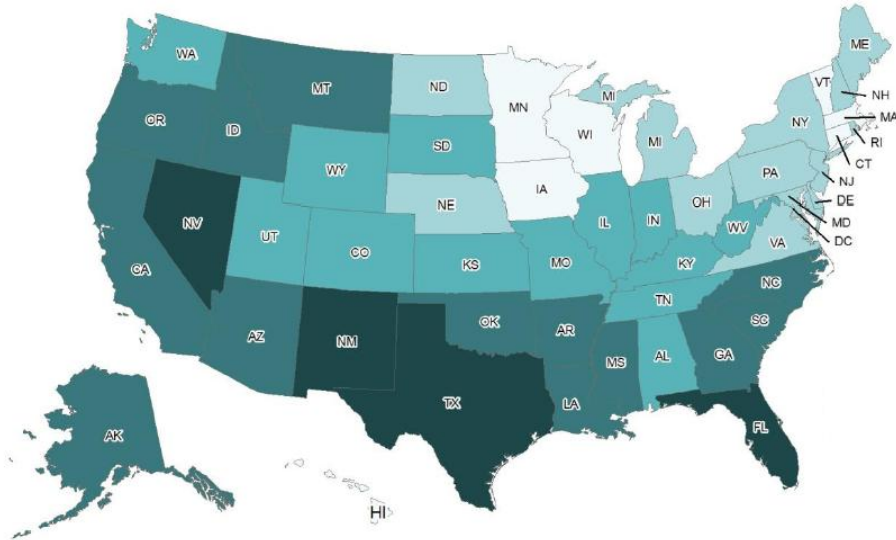 WA
MT
ND
MN
ME
VT
NH
OR
ID
SD
WI
MI
MI
NY
MA
RI
CT
WY
IA
PA
NJ
NE
OH
DE
MD
DC
NV
UT
CO
IL
IN
WV
VA
CA
KS
MO
KY
NC
TN
AZ
NM
OK
AR
SC
MS
AL
GA
TX
LA
FL
AK
HI